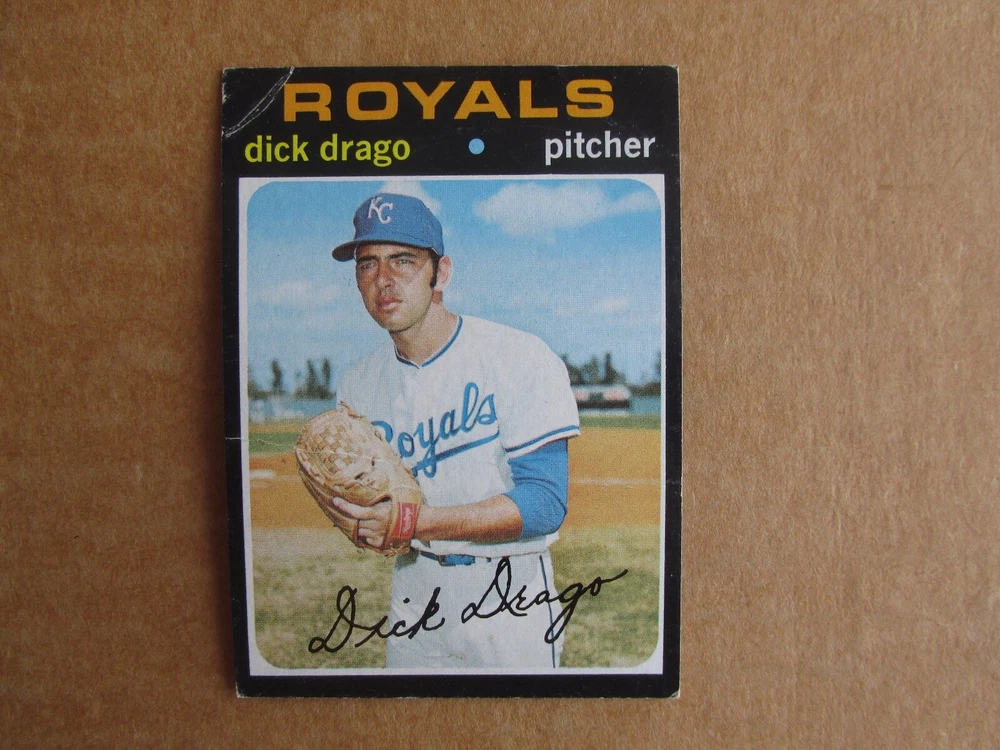 ROYALS
dick drago • pitcher
KC
Royals
Dick Drago